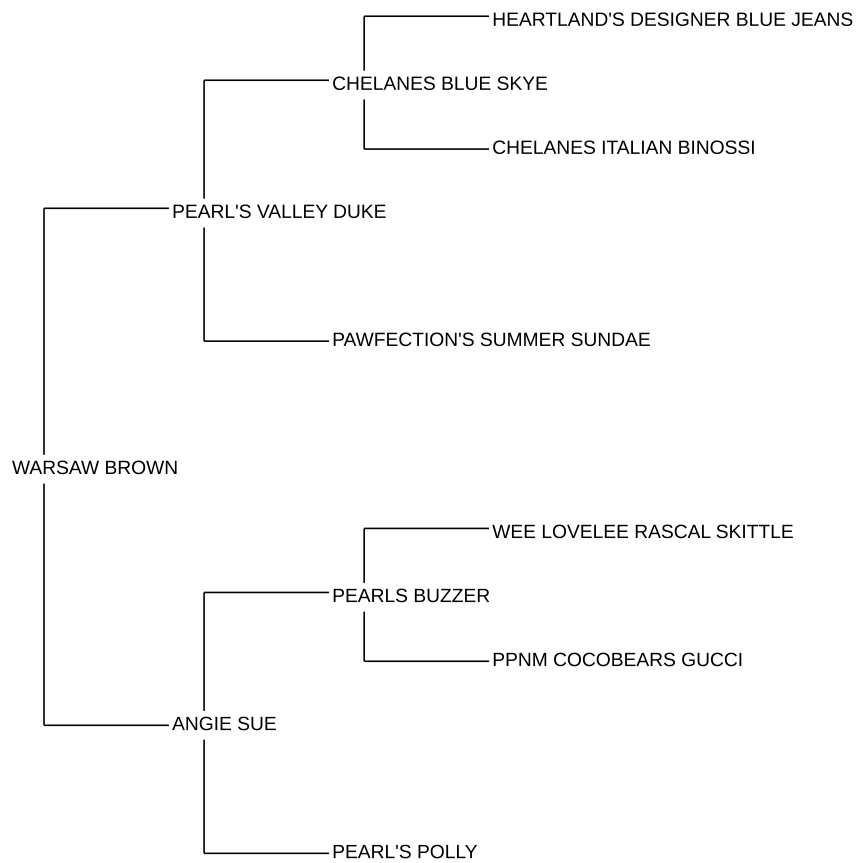 HEARTLAND'S DESIGNER BLUE JEANS
CHELANES BLUE SKYE
CHELANES ITALIAN BINOSSI
PEARL'S VALLEY DUKE
PAWFECTION'S SUMMER SUNDAE
WARSAW BROWN
WEE LOVELEE RASCAL SKITTLE
PEARLS BUZZER
PPNM COCOBEARS GUCCI
ANGIE SUE
PEARL'S POLLY